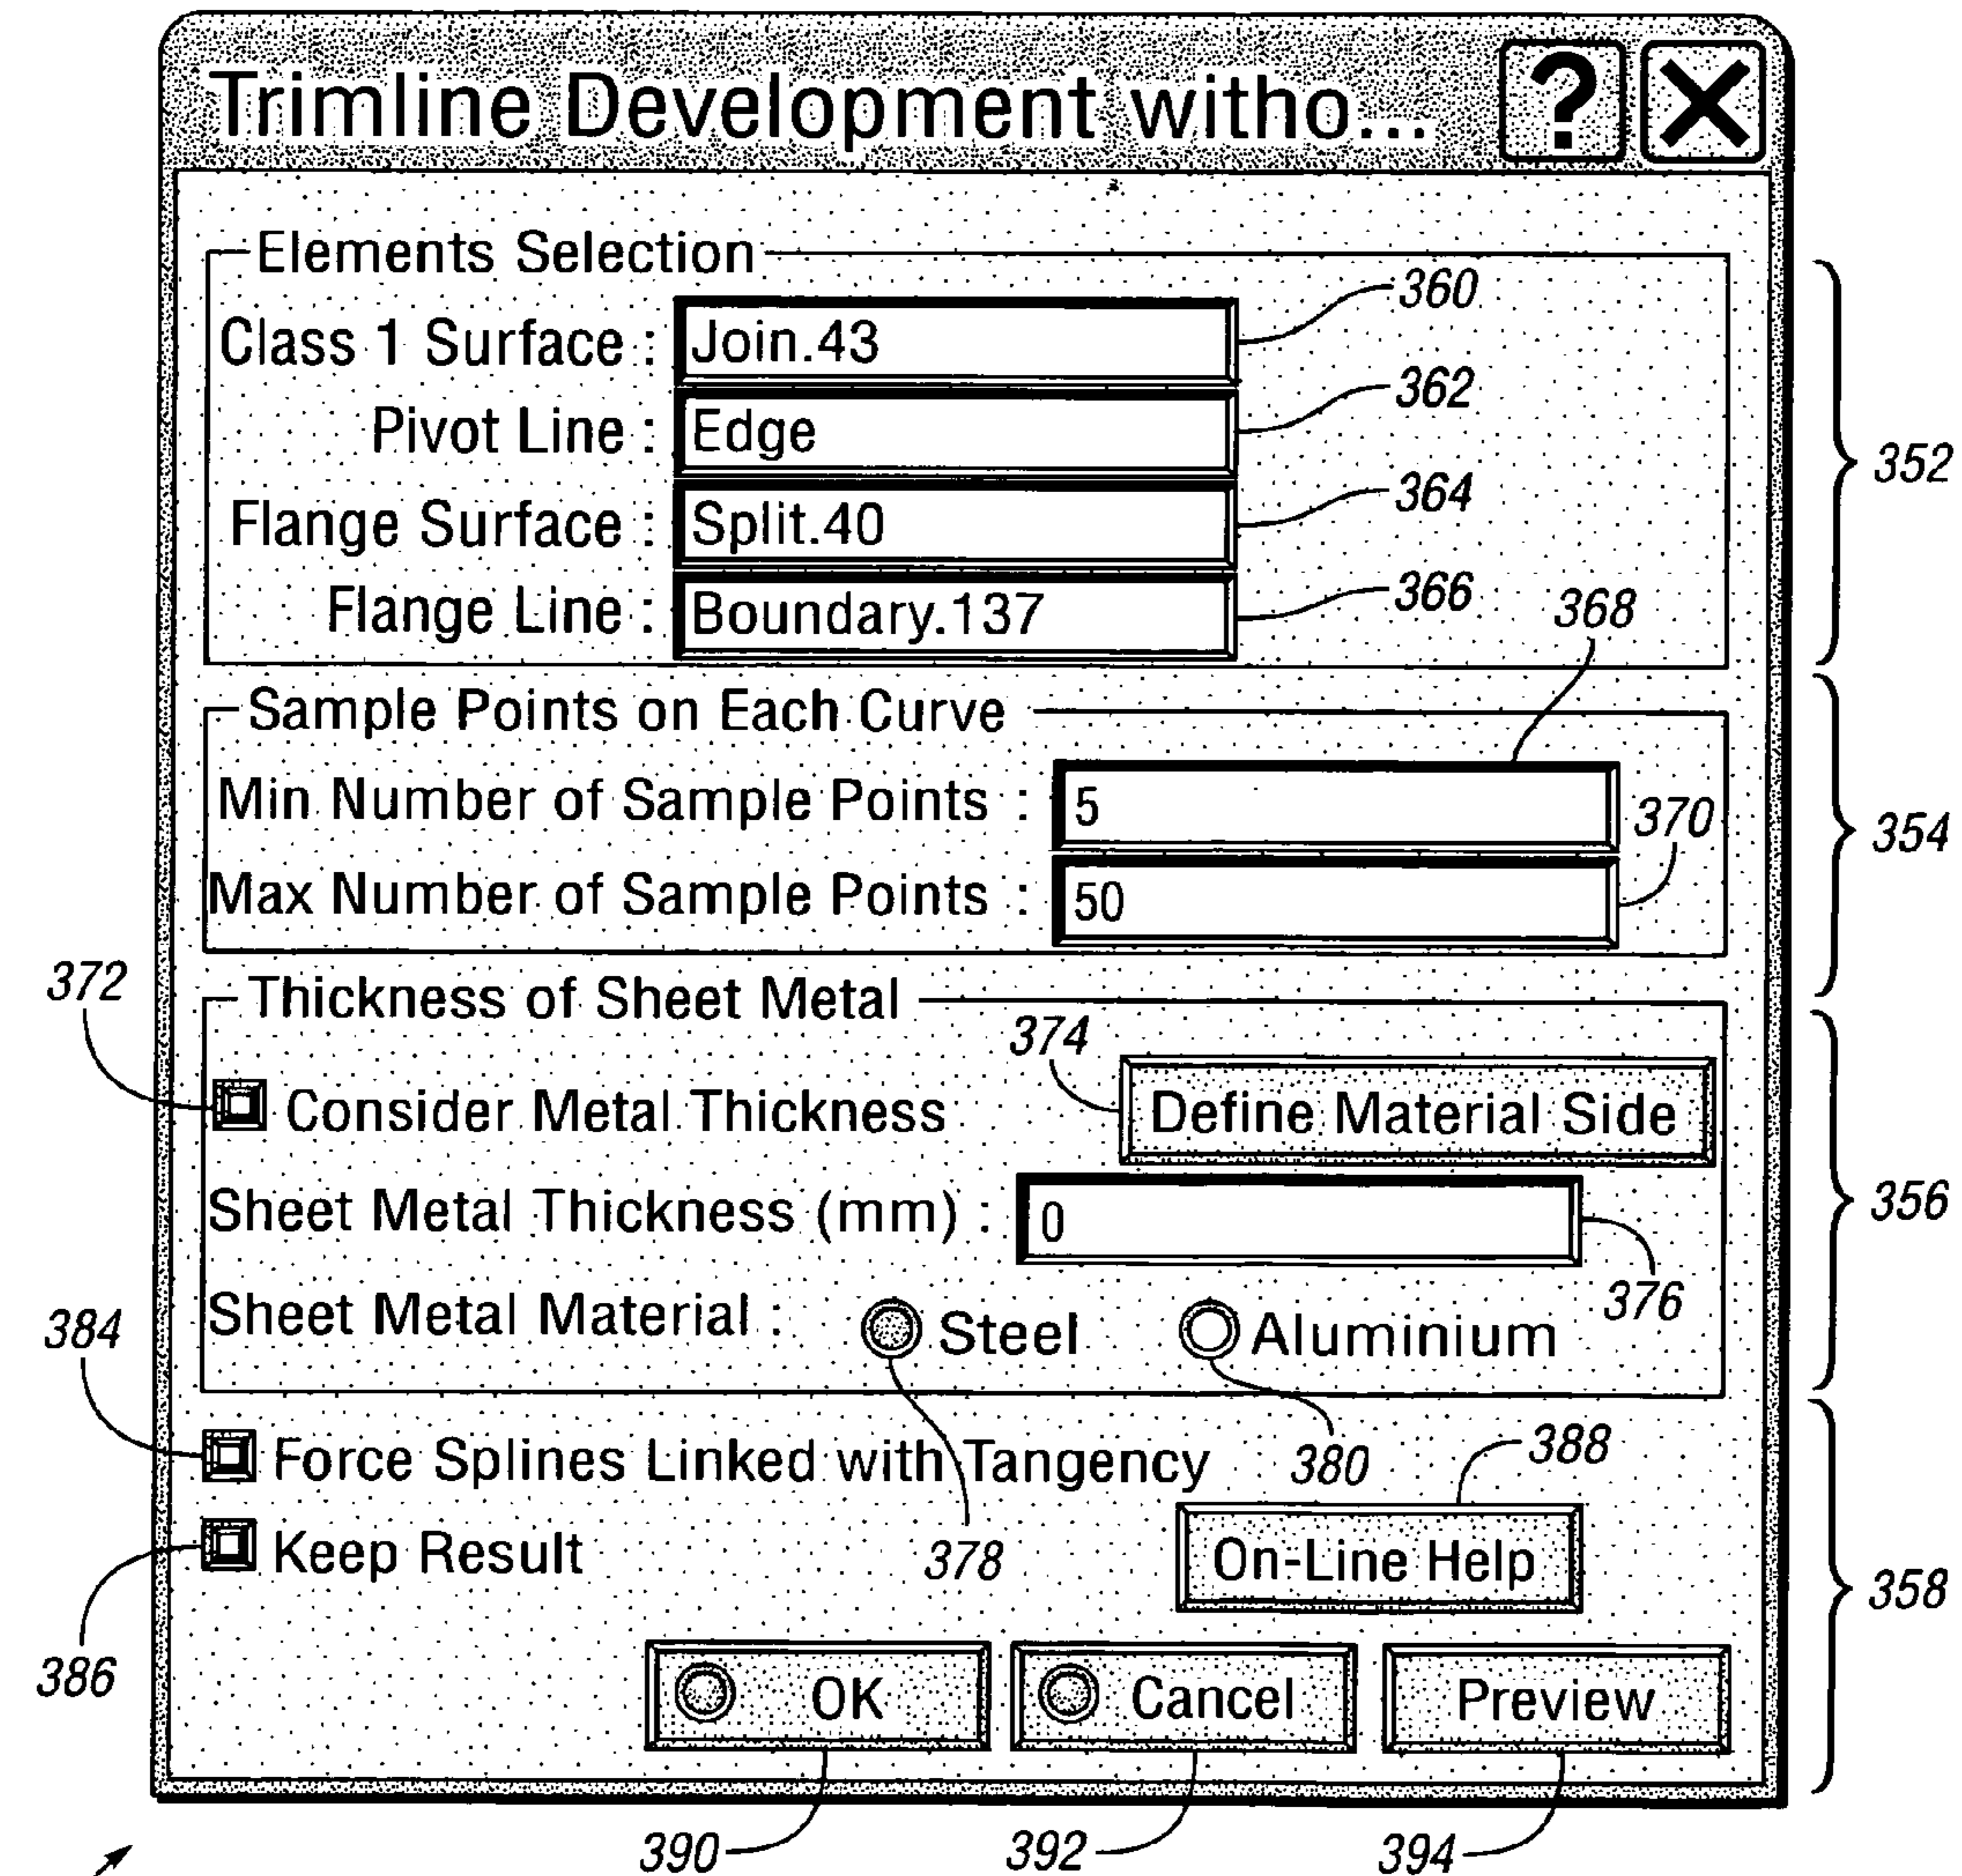 Trimline Development witho...
?
Elements Selection
360
Class 1 Surface : Join.43
362
Pivot Line : Edge
352
364
Flange Surface : Split.40
366
368
Flange Line : Boundary.137
Sample Points on Each Curve
Min Number of Sample Points : 5
370
354
Max Number of Sample Points : 50
372
Thickness of Sheet Metal
374
Consider Metal Thickness Define Material Side
356
Sheet Metal Thickness (mm) : 0
376
384
Sheet Metal Material : Steel Aluminium
Force Splines Linked with Tangency
380
388
Keep Result
378
On-Line Help
358
386
OK Cancel Preview
390
392
394